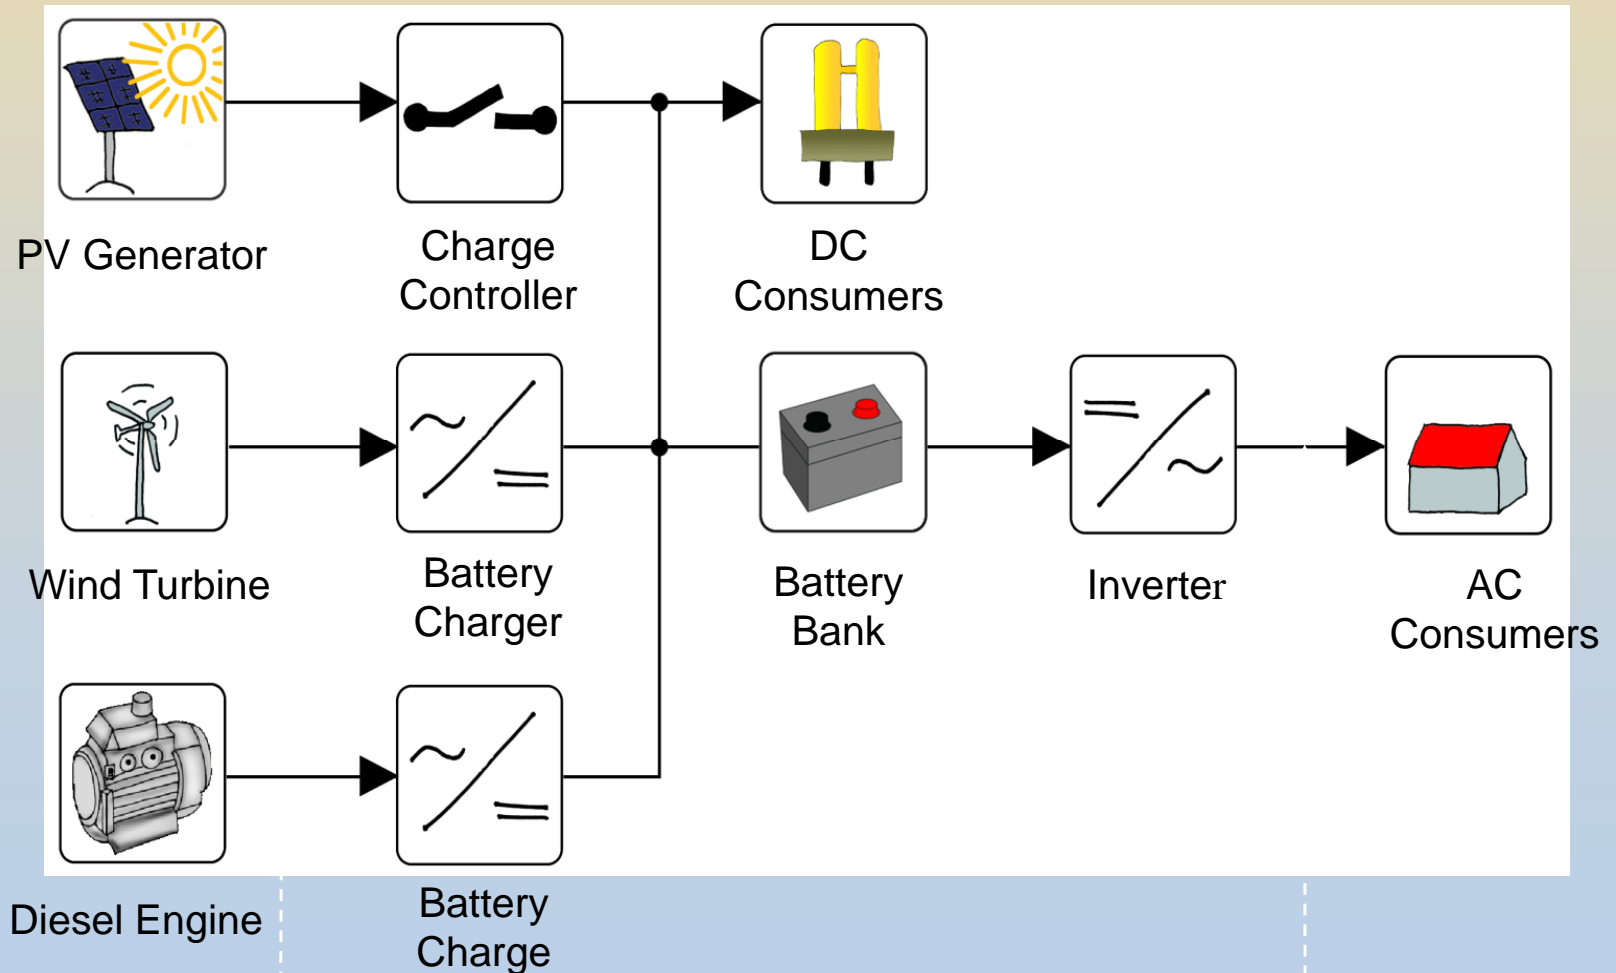 PV Generator
Charge
Controller
DC
Consumers
Wind Turbine
Battery
Charger
Battery
Bank
Inverter
AC
Consumers
Diesel Engine
Battery
Charge